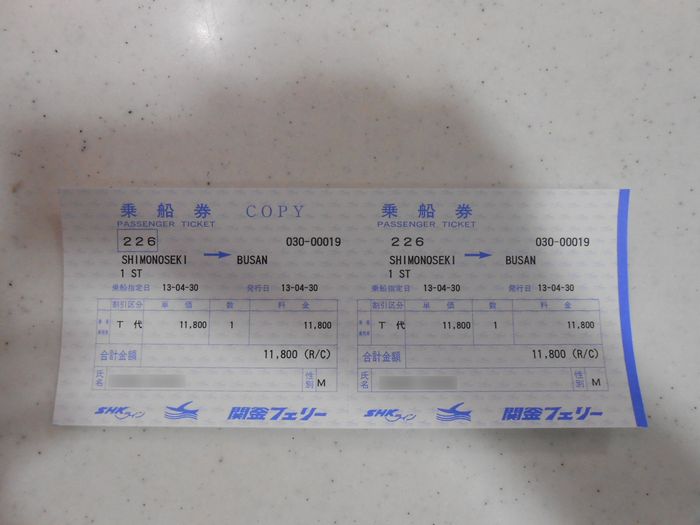 乗船券 COPY
PASSENGER TICKET
226 030-00019
SHIMONOSEKI → BUSAN
1 ST
乗船指定日 13-04-30 発行日 13-04-30
割引区分 単価 数 料金
T 代 11,800 1 11,800
合計金額 11,800 (R/C)
氏名 性別 M
SHKライン 関釜フェリー
乗船券
PASSENGER TICKET
226 030-00019
SHIMONOSEKI → BUSAN
1 ST
乗船指定日 13-04-30 発行日 13-04-30
割引区分 単価 数 料金
T 代 11,800 1 11,800
合計金額 11,800 (R/C)
氏名 性別 M
SHKライン 関釜フェリー